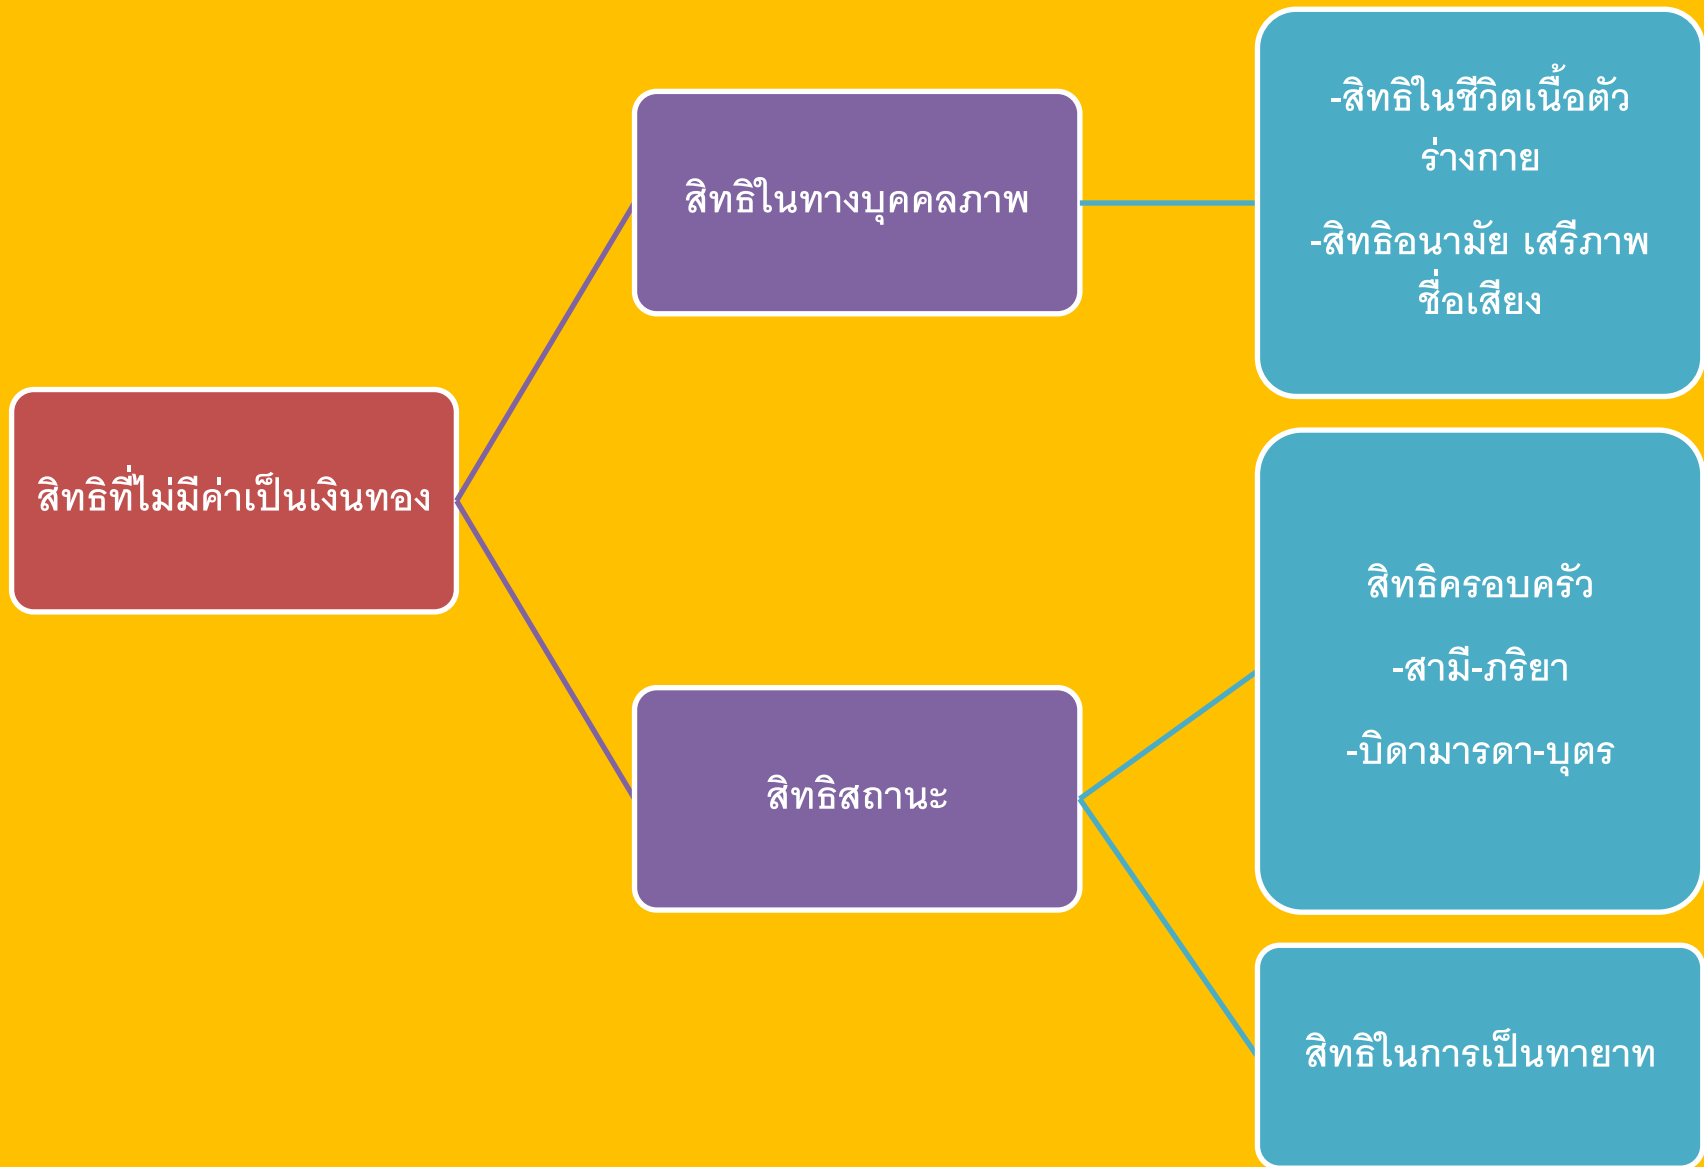 สิทธิที่ไม่มีค่าเป็นเงินทอง
สิทธิในทางบุคคลภาพ
-สิทธิในชีวิตเนื้อตัว
ร่างกาย
-สิทธิอนามัย เสรีภาพ
ชื่อเสียง
สิทธิสถานะ
สิทธิครอบครัว
-สามี-ภริยา
-บิดามารดา-บุตร
สิทธิในการเป็นทายาท